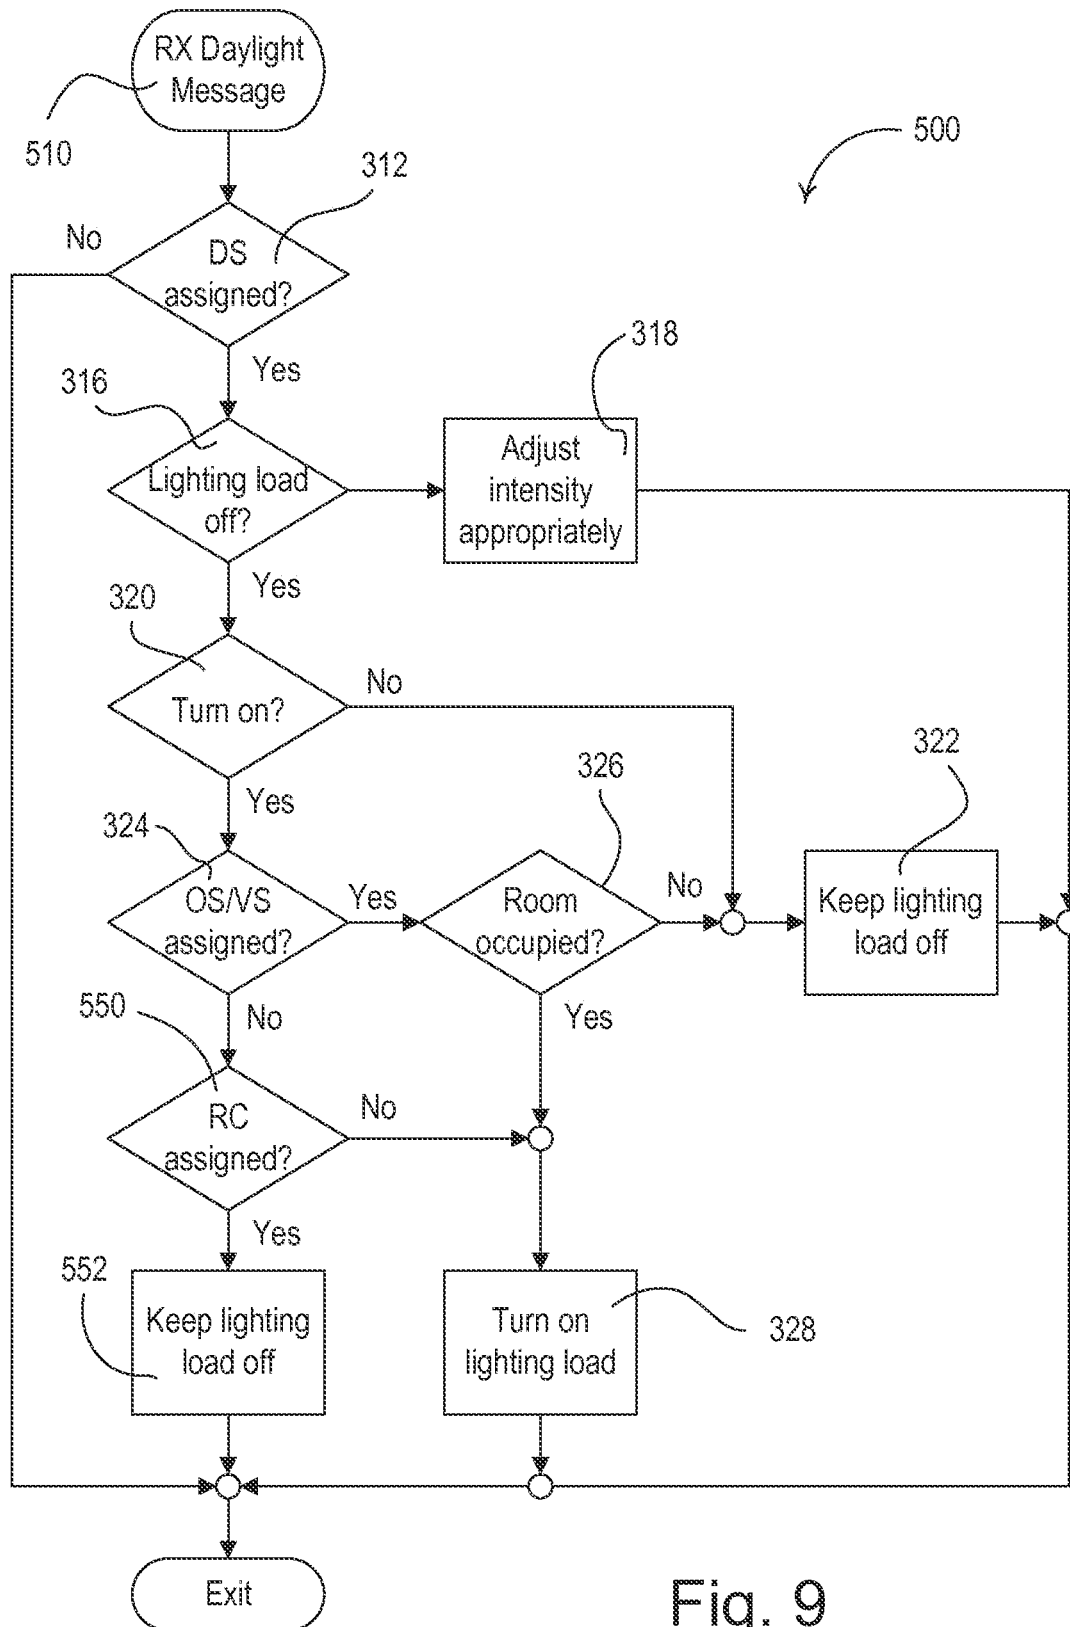 RX Daylight
Message
510
500
312
No
DS
assigned?
Yes
318
316
Lighting load
off?
Adjust
intensity
appropriately
Yes
320
No
Turn on?
322
326
Yes
324
OS/VS
assigned?
Yes
Room
occupied?
No
Keep lighting
load off
550
No
Yes
RC
assigned?
No
Yes
552
Keep lighting
load off
Turn on
lighting load
328
Exit
Fig. 9